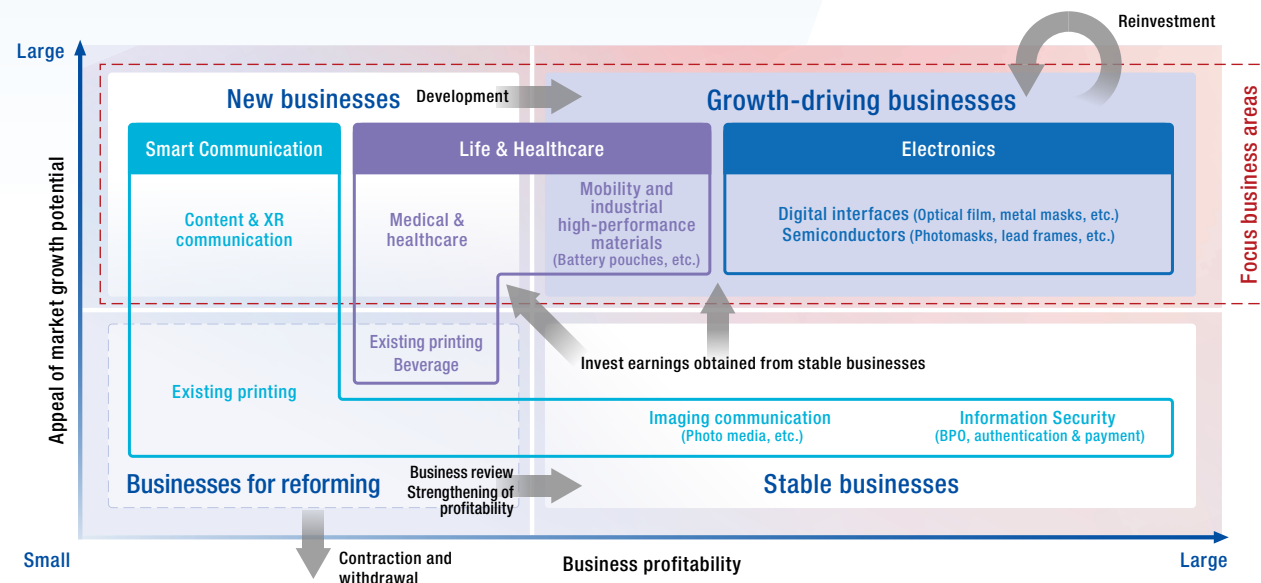 Reinvestment
Large
New businesses
Development
Growth-driving businesses
Smart Communication
Life & Healthcare
Electronics
Content & XR
communication
Medical &
healthcare
Mobility and
industrial
high-performance
materials
(Battery pouches, etc.)
Digital interfaces (Optical film, metal masks, etc.)
Semiconductors (Photomasks, lead frames, etc.)
Focus business areas
Appeal of market growth potential
Existing printing
Beverage
Invest earnings obtained from stable businesses
Existing printing
Imaging communication
(Photo media, etc.)
Information Security
(BPO, authentication & payment)
Businesses for reforming
Business review
Strengthening of
profitability
Stable businesses
Small
Contraction and
withdrawal
Business profitability
Large